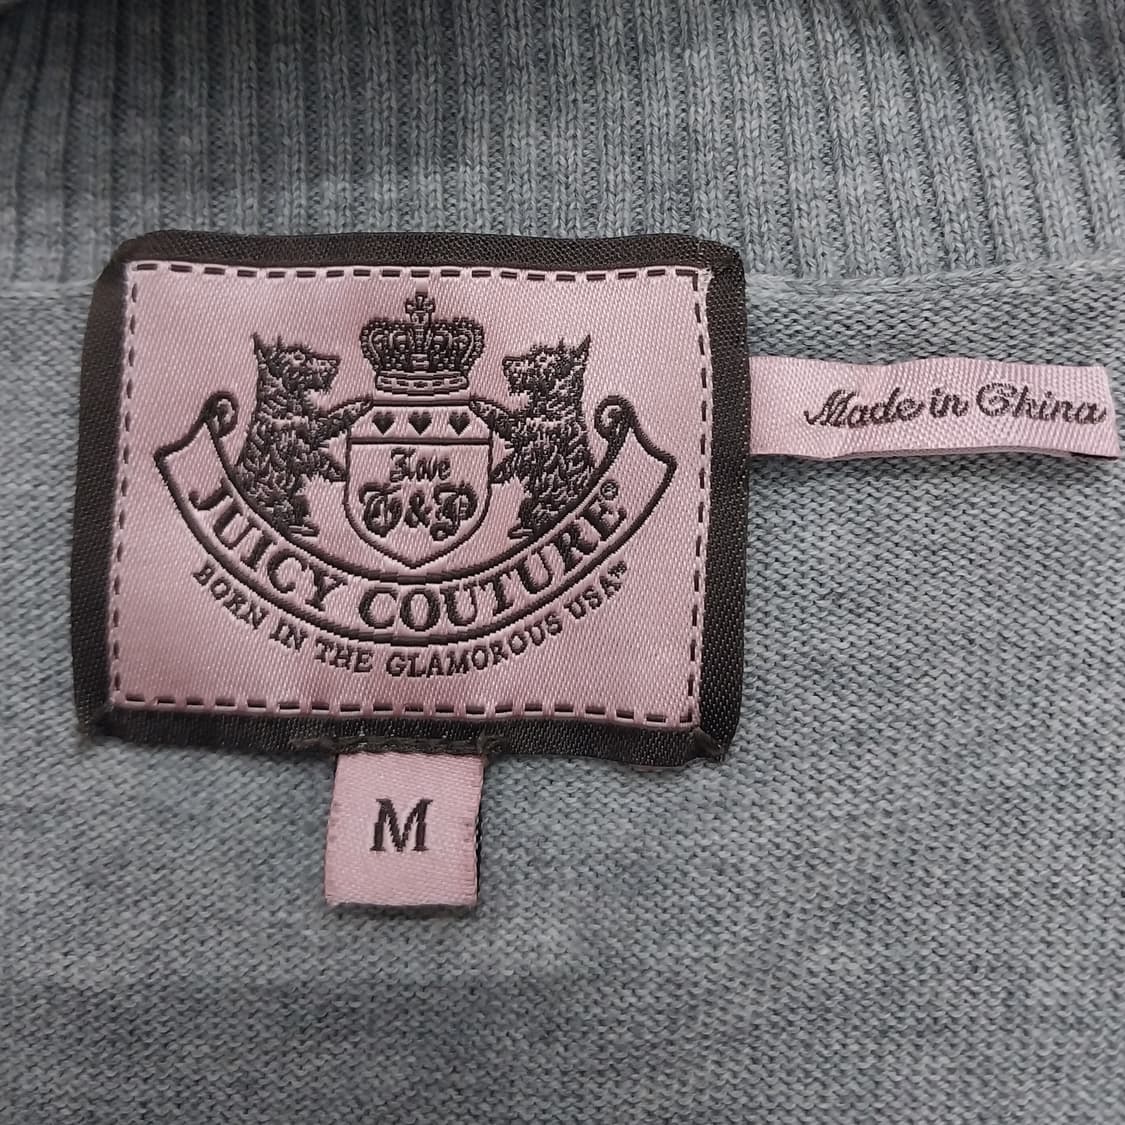 Love
G&P
JUICY COUTURE®
BORN IN THE GLAMOROUS USA™
Made in China
M